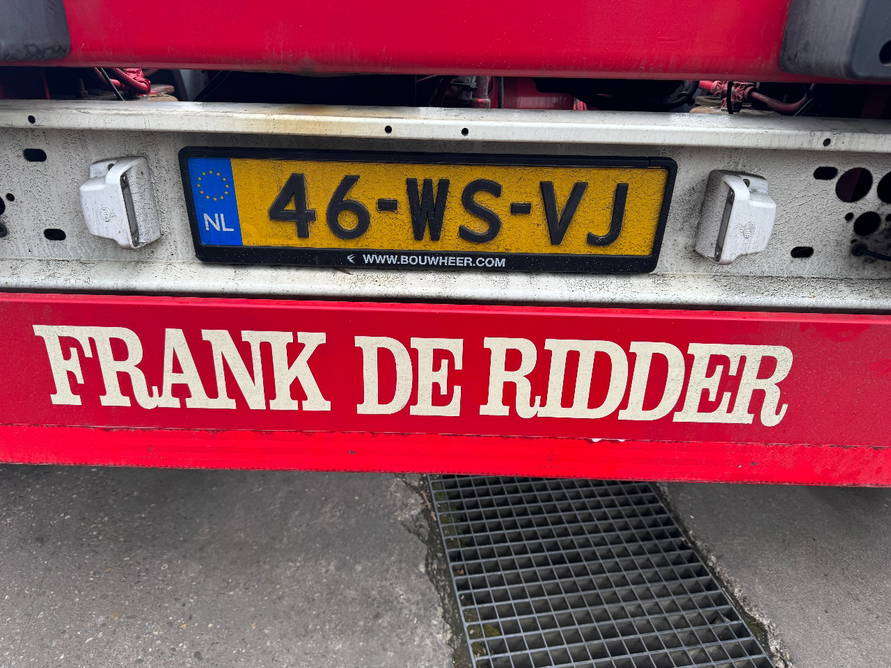 NL 46-WS-VJ
WWW.BOUWHEER.COM
FRANK DE RIDDER